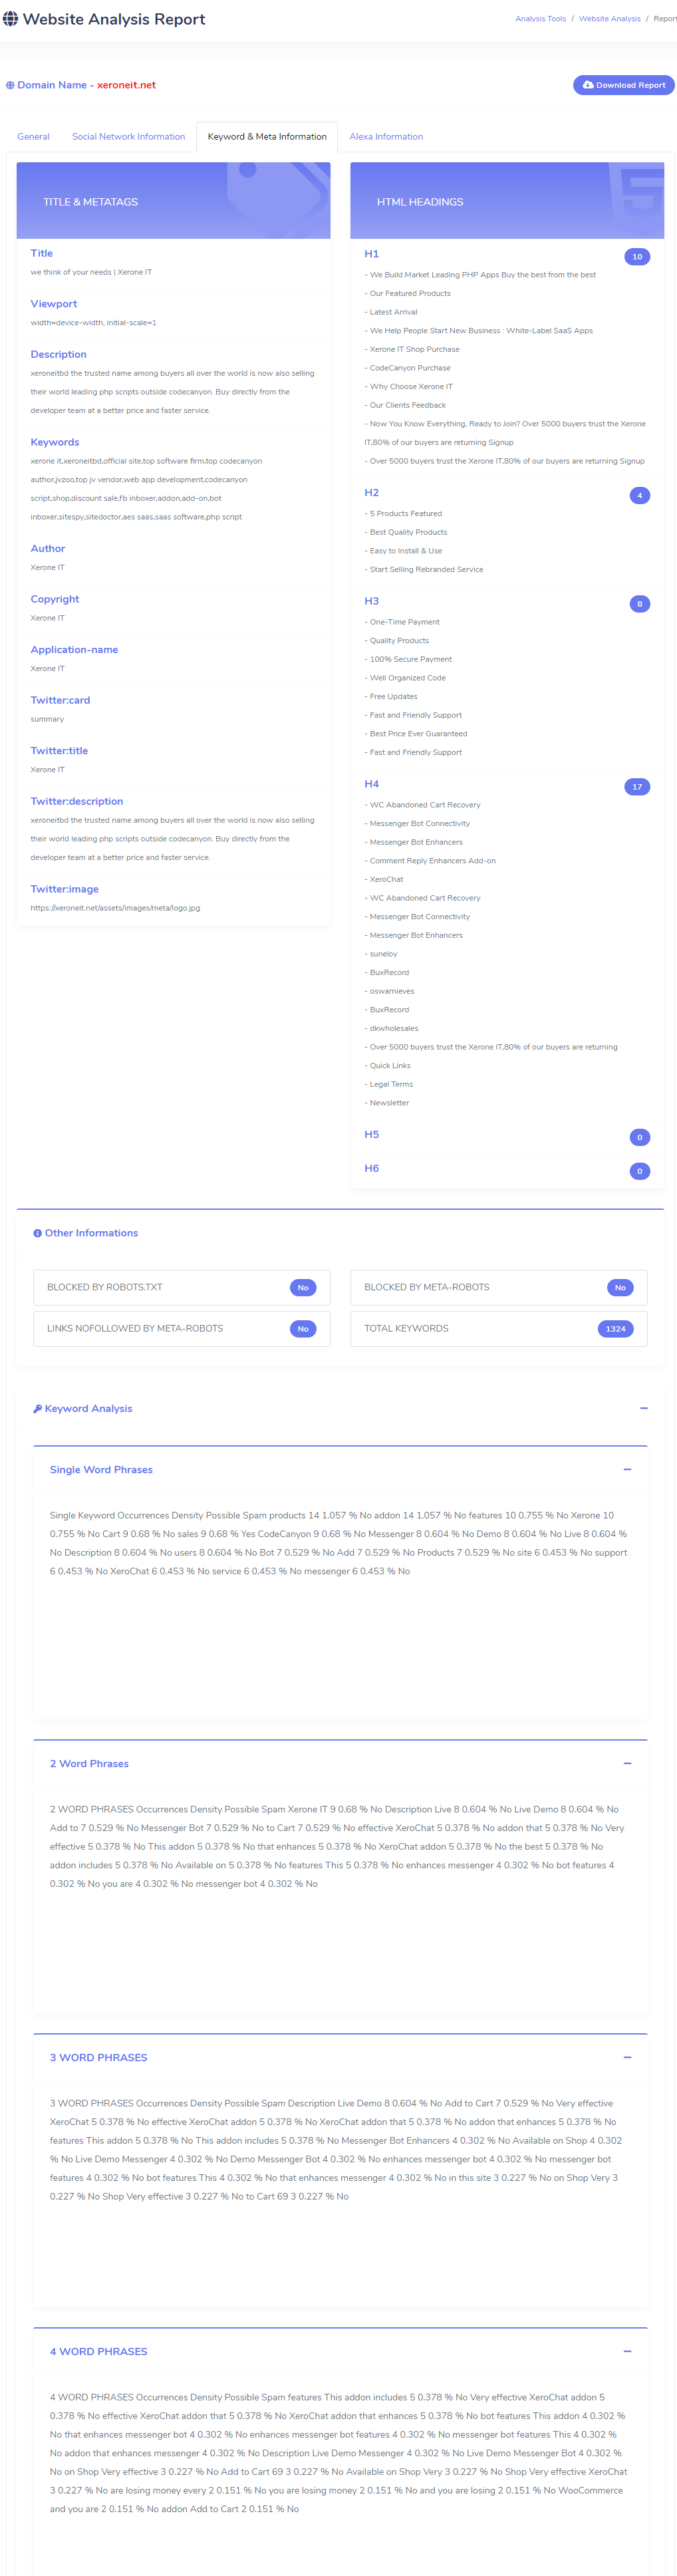 Website Analysis Report
Analysis Tools / Website Analysis / Report
Domain Name - xeroneit.net
Download Report
General
Social Network Information
Keyword & Meta Information
Alexa Information
TITLE & METATAGS
Title
we think of your needs | Xerone IT
Viewport
width=device-width, initial-scale=1
Description
xeroneitbd the trusted name among buyers all over the world is now also selling
their world leading php scripts outside codecanyon. Buy directly from the
developer team at a better price and faster service.
Keywords
xerone it,xeroneitbd,official site,top software firm,top codecanyon
author,jvzoo,top jv vendor,web app development,codecanyon
script,shop,discount sale,fb inboxer,addon,add-on,bot
inboxer,sitespy,sitedoctor,aes saas,saas software,php script
Author
Xerone IT
Copyright
Xerone IT
Application-name
Xerone IT
Twitter:card
summary
Twitter:title
Xerone IT
Twitter:description
xeroneitbd the trusted name among buyers all over the world is now also selling
their world leading php scripts outside codecanyon. Buy directly from the
developer team at a better price and faster service.
Twitter:image
https://xeroneit.net/assets/images/meta/logo.jpg
HTML HEADINGS
H1 10
- We Build Market Leading PHP Apps Buy the best from the best
- Our Featured Products
- Latest Arrival
- We Help People Start New Business : White-Label SaaS Apps
- Xerone IT Shop Purchase
- CodeCanyon Purchase
- Why Choose Xerone IT
- Our Clients Feedback
- Now You Know Everything, Ready to Join? Over 5000 buyers trust the Xerone
IT,80% of our buyers are returning Signup
- Over 5000 buyers trust the Xerone IT,80% of our buyers are returning Signup
H2 4
- 5 Products Featured
- Best Quality Products
- Easy to Install & Use
- Start Selling Rebranded Service
H3 8
- One-Time Payment
- Quality Products
- 100% Secure Payment
- Well Organized Code
- Free Updates
- Fast and Friendly Support
- Best Price Ever Guaranteed
- Fast and Friendly Support
H4 17
- WC Abandoned Cart Recovery
- Messenger Bot Connectivity
- Messenger Bot Enhancers
- Comment Reply Enhancers Add-on
- XeroChat
- WC Abandoned Cart Recovery
- Messenger Bot Connectivity
- Messenger Bot Enhancers
- suneloy
- BuxRecord
- oswarnieves
- BuxRecord
- dkwholesales
- Over 5000 buyers trust the Xerone IT,80% of our buyers are returning
- Quick Links
- Legal Terms
- Newsletter
H5 0
H6 0
Other Informations
BLOCKED BY ROBOTS.TXT No
BLOCKED BY META-ROBOTS No
LINKS NOFOLLOWED BY META-ROBOTS No
TOTAL KEYWORDS 1324
Keyword Analysis
Single Word Phrases
Single Keyword Occurrences Density Possible Spam products 14 1.057 % No addon 14 1.057 % No features 10 0.755 % No Xerone 10
0.755 % No Cart 9 0.68 % No sales 9 0.68 % Yes CodeCanyon 9 0.68 % No Messenger 8 0.604 % No Demo 8 0.604 % No Live 8 0.604 %
No Description 8 0.604 % No users 8 0.604 % No Bot 7 0.529 % No Add 7 0.529 % No Products 7 0.529 % No site 6 0.453 % No support
6 0.453 % No XeroChat 6 0.453 % No service 6 0.453 % No messenger 6 0.453 % No
2 Word Phrases
2 WORD PHRASES Occurrences Density Possible Spam Xerone IT 9 0.68 % No Description Live 8 0.604 % No Live Demo 8 0.604 % No
Add to 7 0.529 % No Messenger Bot 7 0.529 % No to Cart 7 0.529 % No effective XeroChat 5 0.378 % No addon that 5 0.378 % No Very
effective 5 0.378 % No This addon 5 0.378 % No that enhances 5 0.378 % No XeroChat addon 5 0.378 % No the best 5 0.378 % No
addon includes 5 0.378 % No Available on 5 0.378 % No features This 5 0.378 % No enhances messenger 4 0.302 % No bot features 4
0.302 % No you are 4 0.302 % No messenger bot 4 0.302 % No
3 WORD PHRASES
3 WORD PHRASES Occurrences Density Possible Spam Description Live Demo 8 0.604 % No Add to Cart 7 0.529 % No Very effective
XeroChat 5 0.378 % No effective XeroChat addon 5 0.378 % No XeroChat addon that 5 0.378 % No addon that enhances 5 0.378 % No
features This addon 5 0.378 % No This addon includes 5 0.378 % No Messenger Bot Enhancers 4 0.302 % No Available on Shop 4 0.302
% No Live Demo Messenger 4 0.302 % No Demo Messenger Bot 4 0.302 % No enhances messenger bot 4 0.302 % No messenger bot
features 4 0.302 % No bot features This 4 0.302 % No that enhances messenger 4 0.302 % No in this site 3 0.227 % No on Shop Very 3
0.227 % No Shop Very effective 3 0.227 % No to Cart 69 3 0.227 % No
4 WORD PHRASES
4 WORD PHRASES Occurrences Density Possible Spam features This addon includes 5 0.378 % No Very effective XeroChat addon 5
0.378 % No effective XeroChat addon that 5 0.378 % No XeroChat addon that enhances 5 0.378 % No bot features This addon 4 0.302 %
No that enhances messenger bot 4 0.302 % No enhances messenger bot features 4 0.302 % No messenger bot features This 4 0.302 %
No addon that enhances messenger 4 0.302 % No Description Live Demo Messenger 4 0.302 % No Live Demo Messenger Bot 4 0.302 %
No on Shop Very effective 3 0.227 % No Add to Cart 69 3 0.227 % No Available on Shop Very 3 0.227 % No Shop Very effective XeroChat
3 0.227 % No are losing money every 2 0.151 % No you are losing money 2 0.151 % No and you are losing 2 0.151 % No WooCommerce
and you are 2 0.151 % No addon Add to Cart 2 0.151 % No